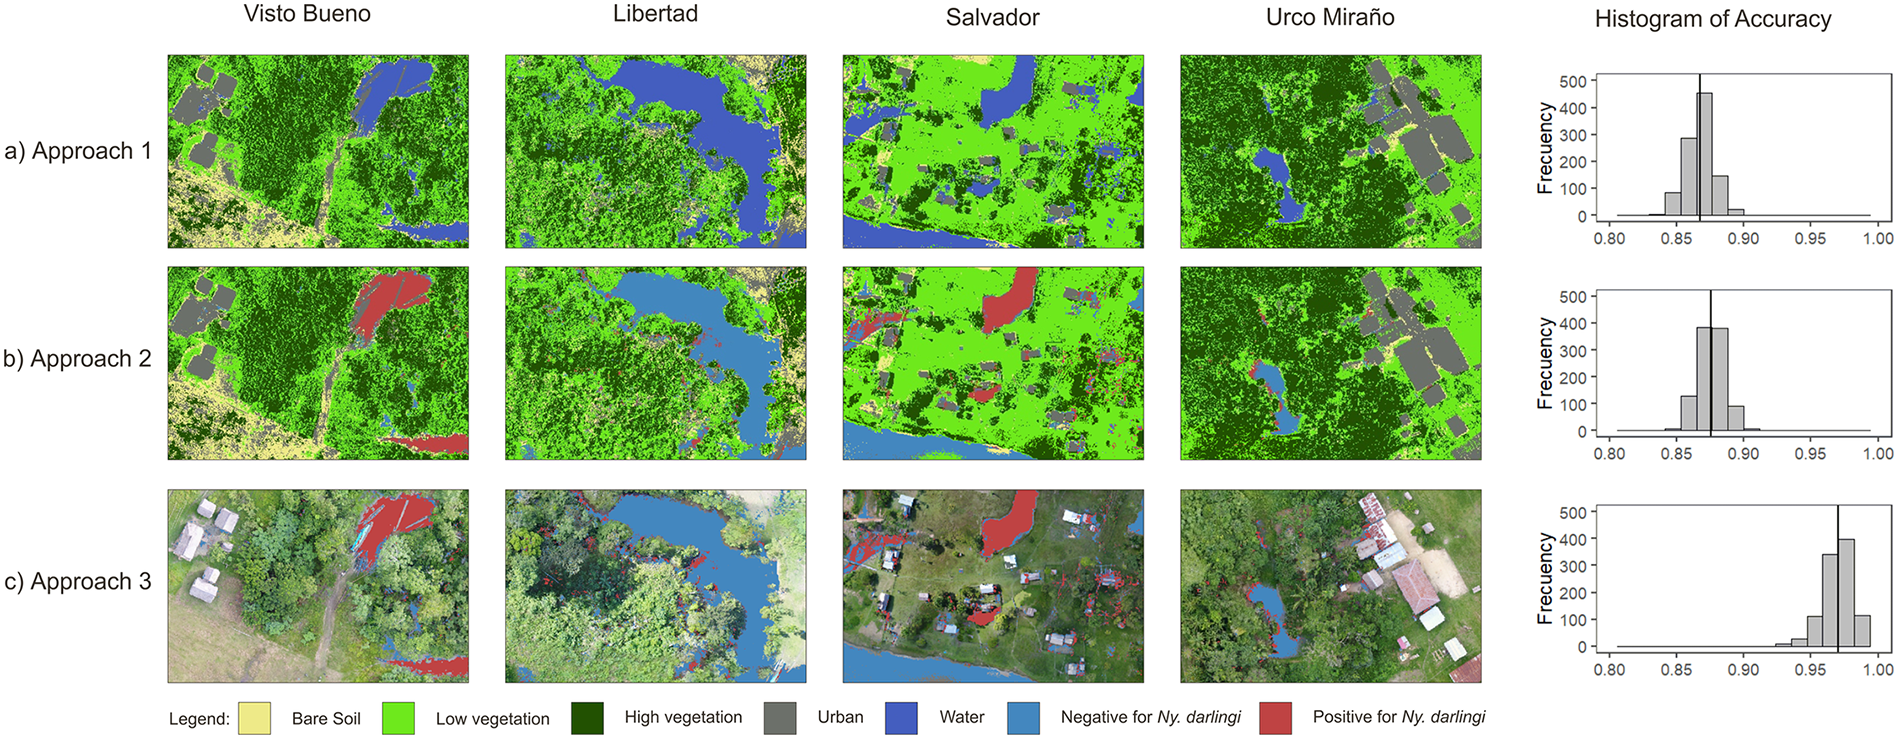 Visto Bueno Libertad Salvador Urco Miraño Histogram of Accuracy
a) Approach 1
Frecuency
500
400
300
200
100
0
0.80 0.85 0.90 0.95 1.00
b) Approach 2
Frecuency
500
400
300
200
100
0
0.80 0.85 0.90 0.95 1.00
c) Approach 3
Frecuency
500
400
300
200
100
0
0.80 0.85 0.90 0.95 1.00
Legend: Bare Soil Low vegetation High vegetation Urban Water Negative for Ny. darlingi Positive for Ny. darlingi